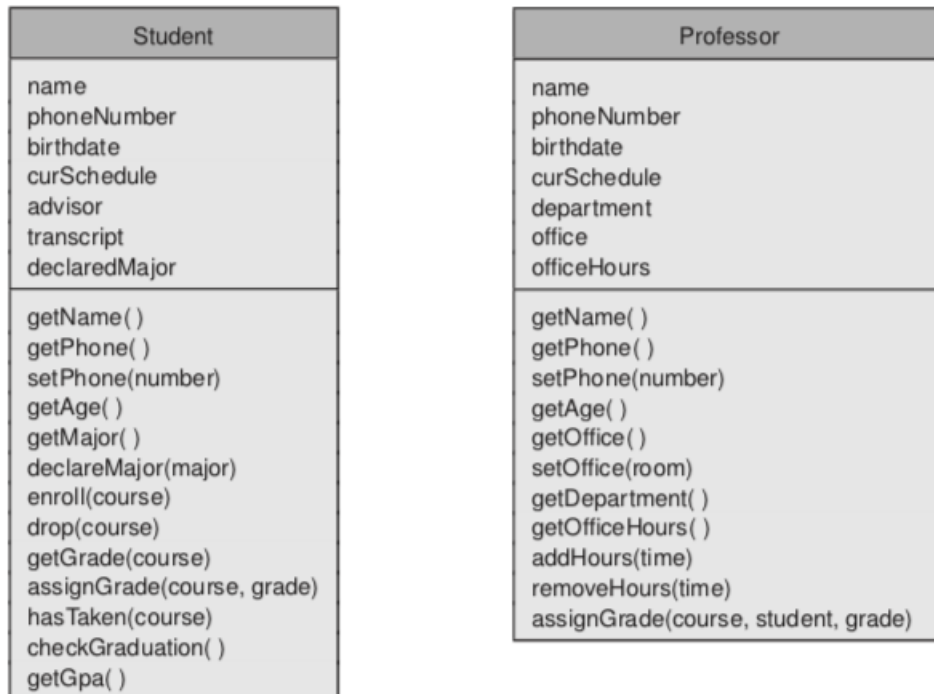 Student
name
phoneNumber
birthdate
curSchedule
advisor
transcript
declaredMajor
getName( )
getPhone( )
setPhone(number)
getAge( )
getMajor( )
declareMajor(major)
enroll(course)
drop(course)
getGrade(course)
assignGrade(course, grade)
hasTaken(course)
checkGraduation( )
getGpa( )
Professor
name
phoneNumber
birthdate
curSchedule
department
office
officeHours
getName( )
getPhone( )
setPhone(number)
getAge( )
getOffice( )
setOffice(room)
getDepartment( )
getOfficeHours( )
addHours(time)
removeHours(time)
assignGrade(course, student, grade)